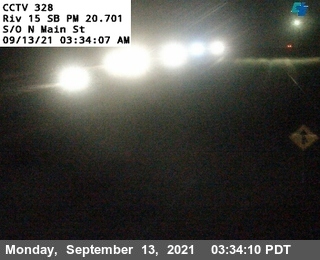 CCTV 328
Riv 15 SB PM 20.701
S/O N Main St
09/13/21 03:34:07 AM
Monday, September 13, 2021 03:34:10 PDT